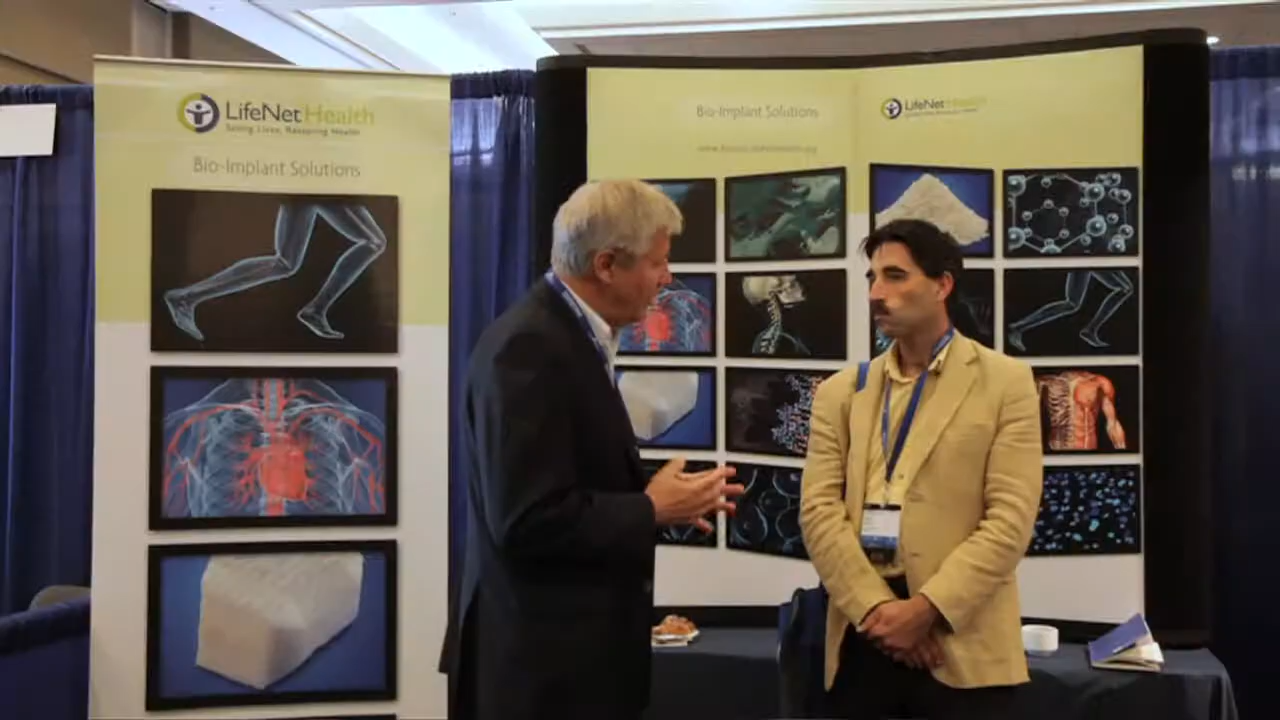 LifeNet Health
Saving Lives, Restoring Health
Bio-Implant Solutions
Bio-Implant Solutions
LifeNet Health